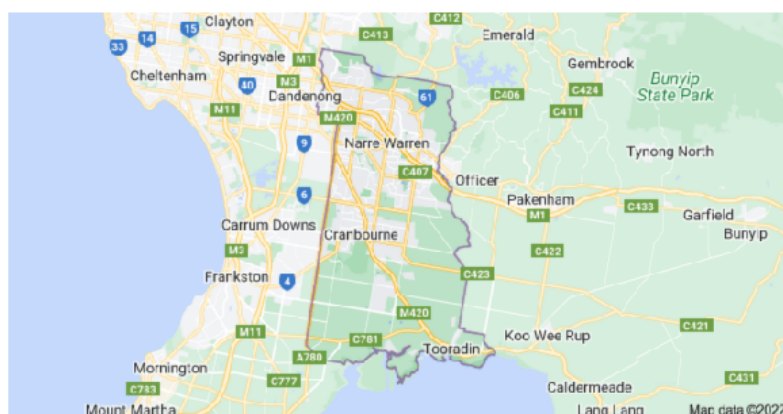 Clayton
C412
15
14
C413
Emerald
33
M1
Springvale
Gembrook
Cheltenham
M3
40
C424
Bunyip
State Park
Dandenong
61
C406
M11
C411
M420
9
Narre Warren
Tynong North
C407
Officer
6
Pakenham
M1
C433
Garfield
Carrum Downs
Cranbourne
Bunyip
M3
C422
Frankston
4
C423
M420
C421
M11
C781
Koo Wee Rup
A780
Tooradin
Mornington
C777
C431
C783
Caldermeade
Mount Martha
Lang Lang
Map data ©202